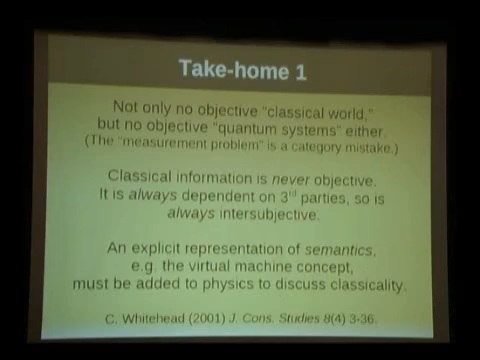 Take-home 1
Not only no objective "classical world,"
but no objective "quantum systems" either.
(The "measurement problem" is a category mistake.)
Classical information is never objective.
It is always dependent on 3rd parties, so is
always intersubjective.
An explicit representation of semantics,
e.g. the virtual machine concept,
must be added to physics to discuss classicality.
C. Whitehead (2001) J. Cons. Studies 8(4) 3-36.